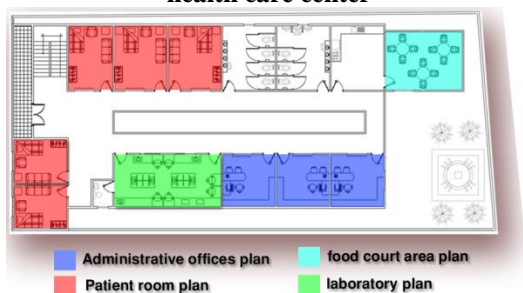 health care center
Administrative offices plan
food court area plan
Patient room plan
laboratory plan